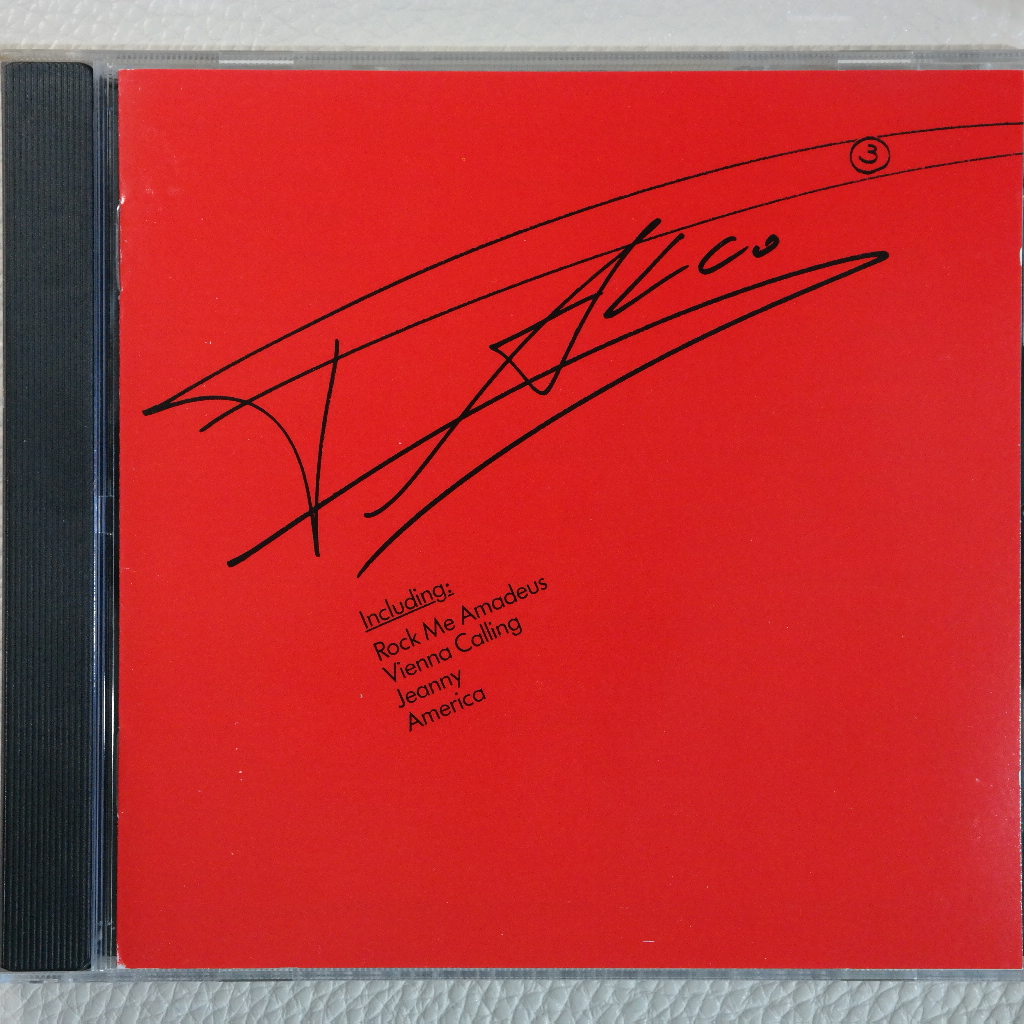 3
FALCO
Including:
Rock Me Amadeus
Vienna Calling
Jeanny
America